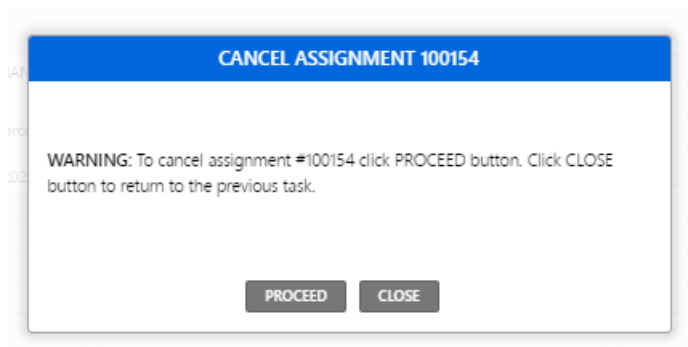 CANCEL ASSIGNMENT 100154
WARNING: To cancel assignment #100154 click PROCEED button. Click CLOSE
button to return to the previous task.
PROCEED CLOSE